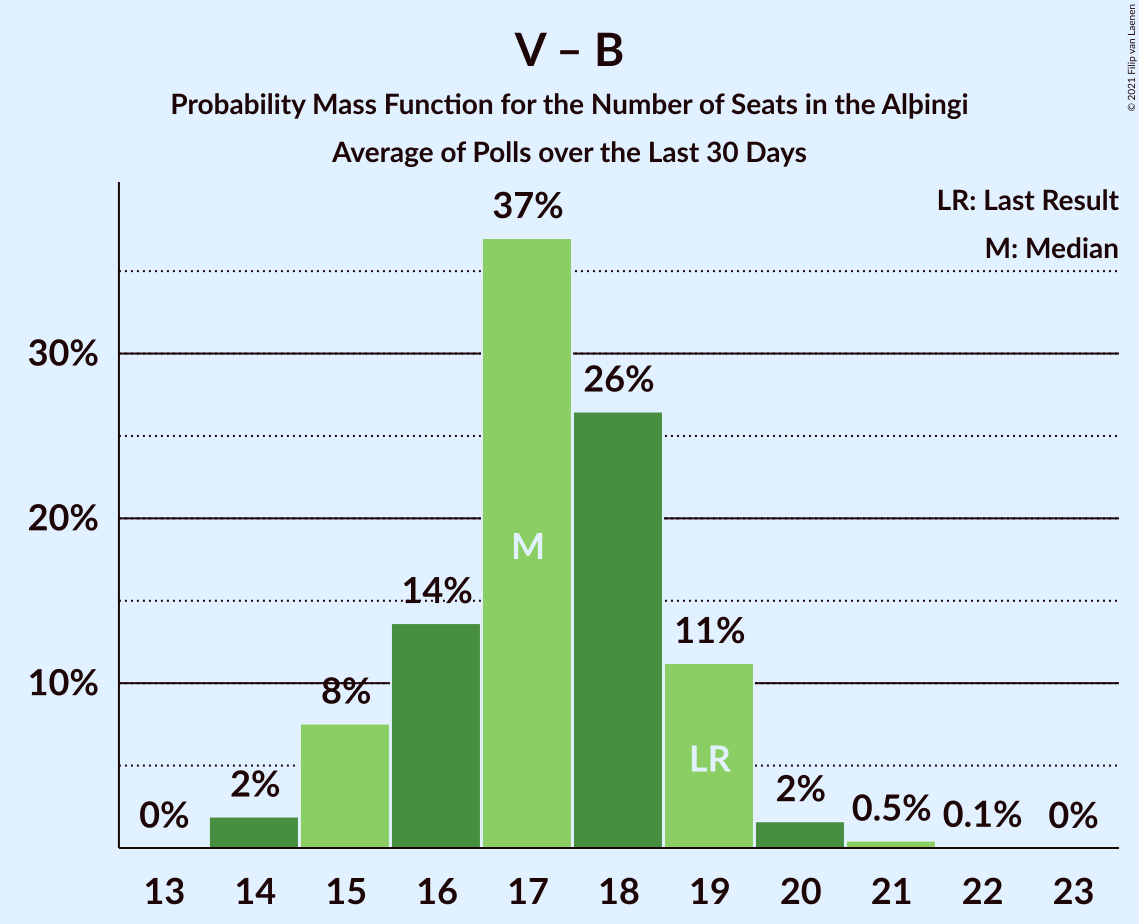 V – B
Probability Mass Function for the Number of Seats in the Alþingi
Average of Polls over the Last 30 Days
© 2021 Filip van Laenen
LR: Last Result
M: Median
37%
30%
26%
20%
M
14%
11%
10%
8%
LR
2%
2%
0%
0.5%
0.1%
0%
13 14 15 16 17 18 19 20 21 22 23